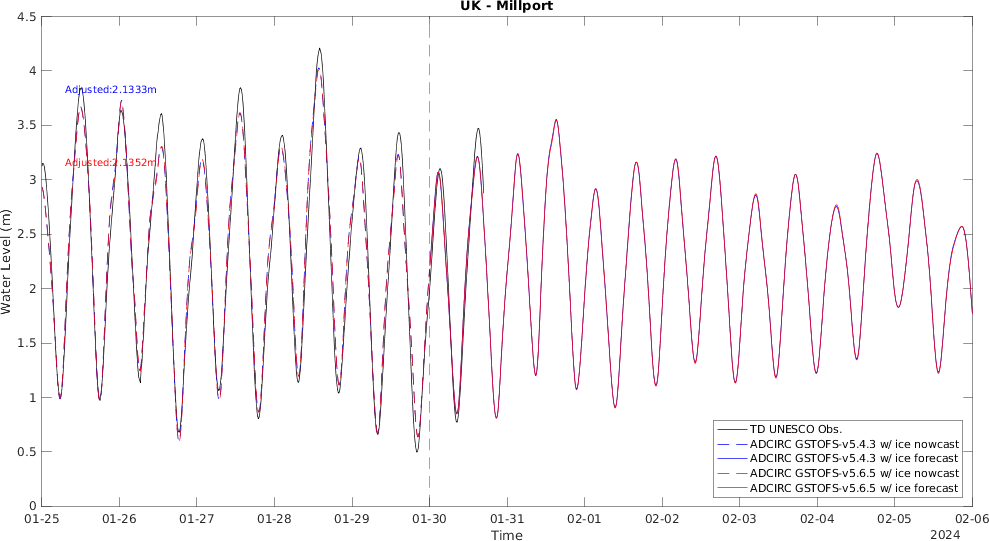 UK - Millport
4.5
4
3.5
3
2.5
2
1.5
1
0.5
0
Water Level (m)
Adjusted:2.1333m
Adjusted:2.1352m
TD UNESCO Obs.
ADCIRC GSTOFS-v5.4.3 w/ ice nowcast
ADCIRC GSTOFS-v5.4.3 w/ ice forecast
ADCIRC GSTOFS-v5.6.5 w/ ice nowcast
ADCIRC GSTOFS-v5.6.5 w/ ice forecast
01-25 01-26 01-27 01-28 01-29 01-30 01-31 02-01 02-02 02-03 02-04 02-05 02-06
Time
2024